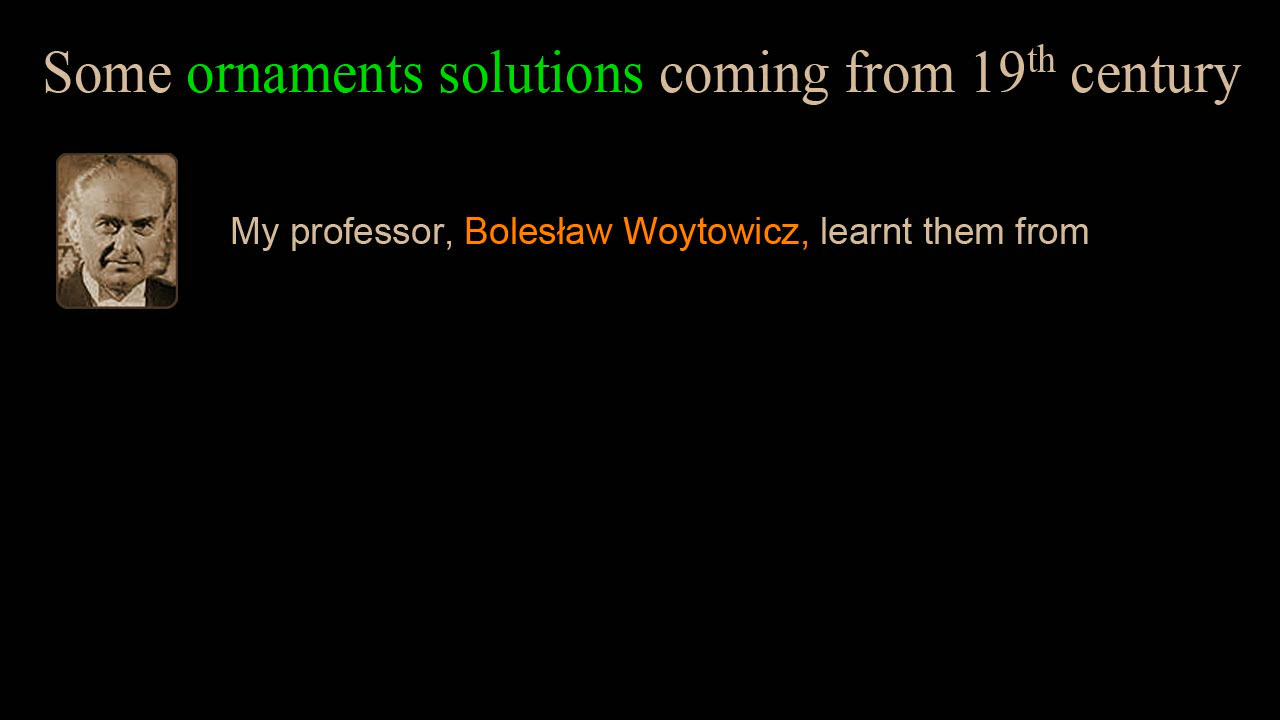 Some ornaments solutions coming from 19th century
My professor, Bolesław Woytowicz, learnt them from